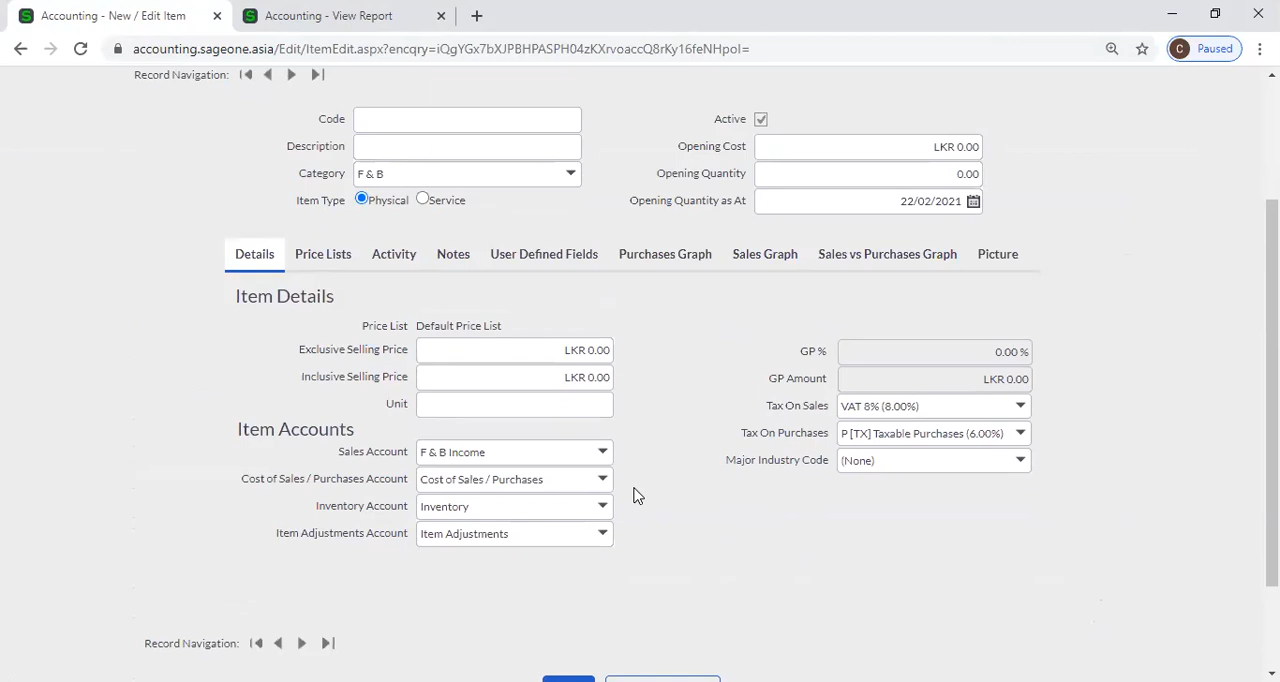 Accounting - New / Edit Item
Accounting - View Report
accounting.sageone.asia/Edit/ItemEdit.aspx?encqry=iQgYGx7bXJPBHPASPH04zKXrvoaccQ8rKy16feNHpoI=
C Paused
Record Navigation:
Code
Active
Description
Opening Cost LKR 0.00
Category F & B
Opening Quantity 0.00
Item Type Physical Service
Opening Quantity as At 22/02/2021
Details Price Lists Activity Notes User Defined Fields Purchases Graph Sales Graph Sales vs Purchases Graph Picture
Item Details
Price List Default Price List
Exclusive Selling Price LKR 0.00
GP % 0.00 %
Inclusive Selling Price LKR 0.00
GP Amount LKR 0.00
Unit
Tax On Sales VAT 8% (8.00%)
Item Accounts
Tax On Purchases P [TX] Taxable Purchases (6.00%)
Sales Account F & B Income
Major Industry Code (None)
Cost of Sales / Purchases Account Cost of Sales / Purchases
Inventory Account Inventory
Item Adjustments Account Item Adjustments
Record Navigation: